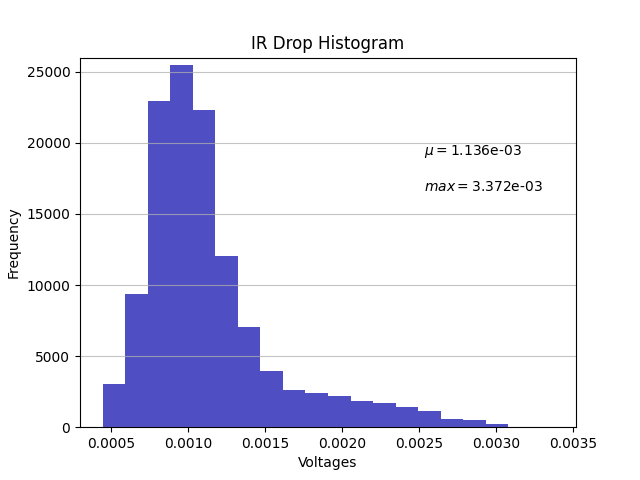 IR Drop Histogram
25000
20000
15000
10000
5000
0
Frequency
μ = 1.136e-03
max = 3.372e-03
0.0005 0.0010 0.0015 0.0020 0.0025 0.0030 0.0035
Voltages